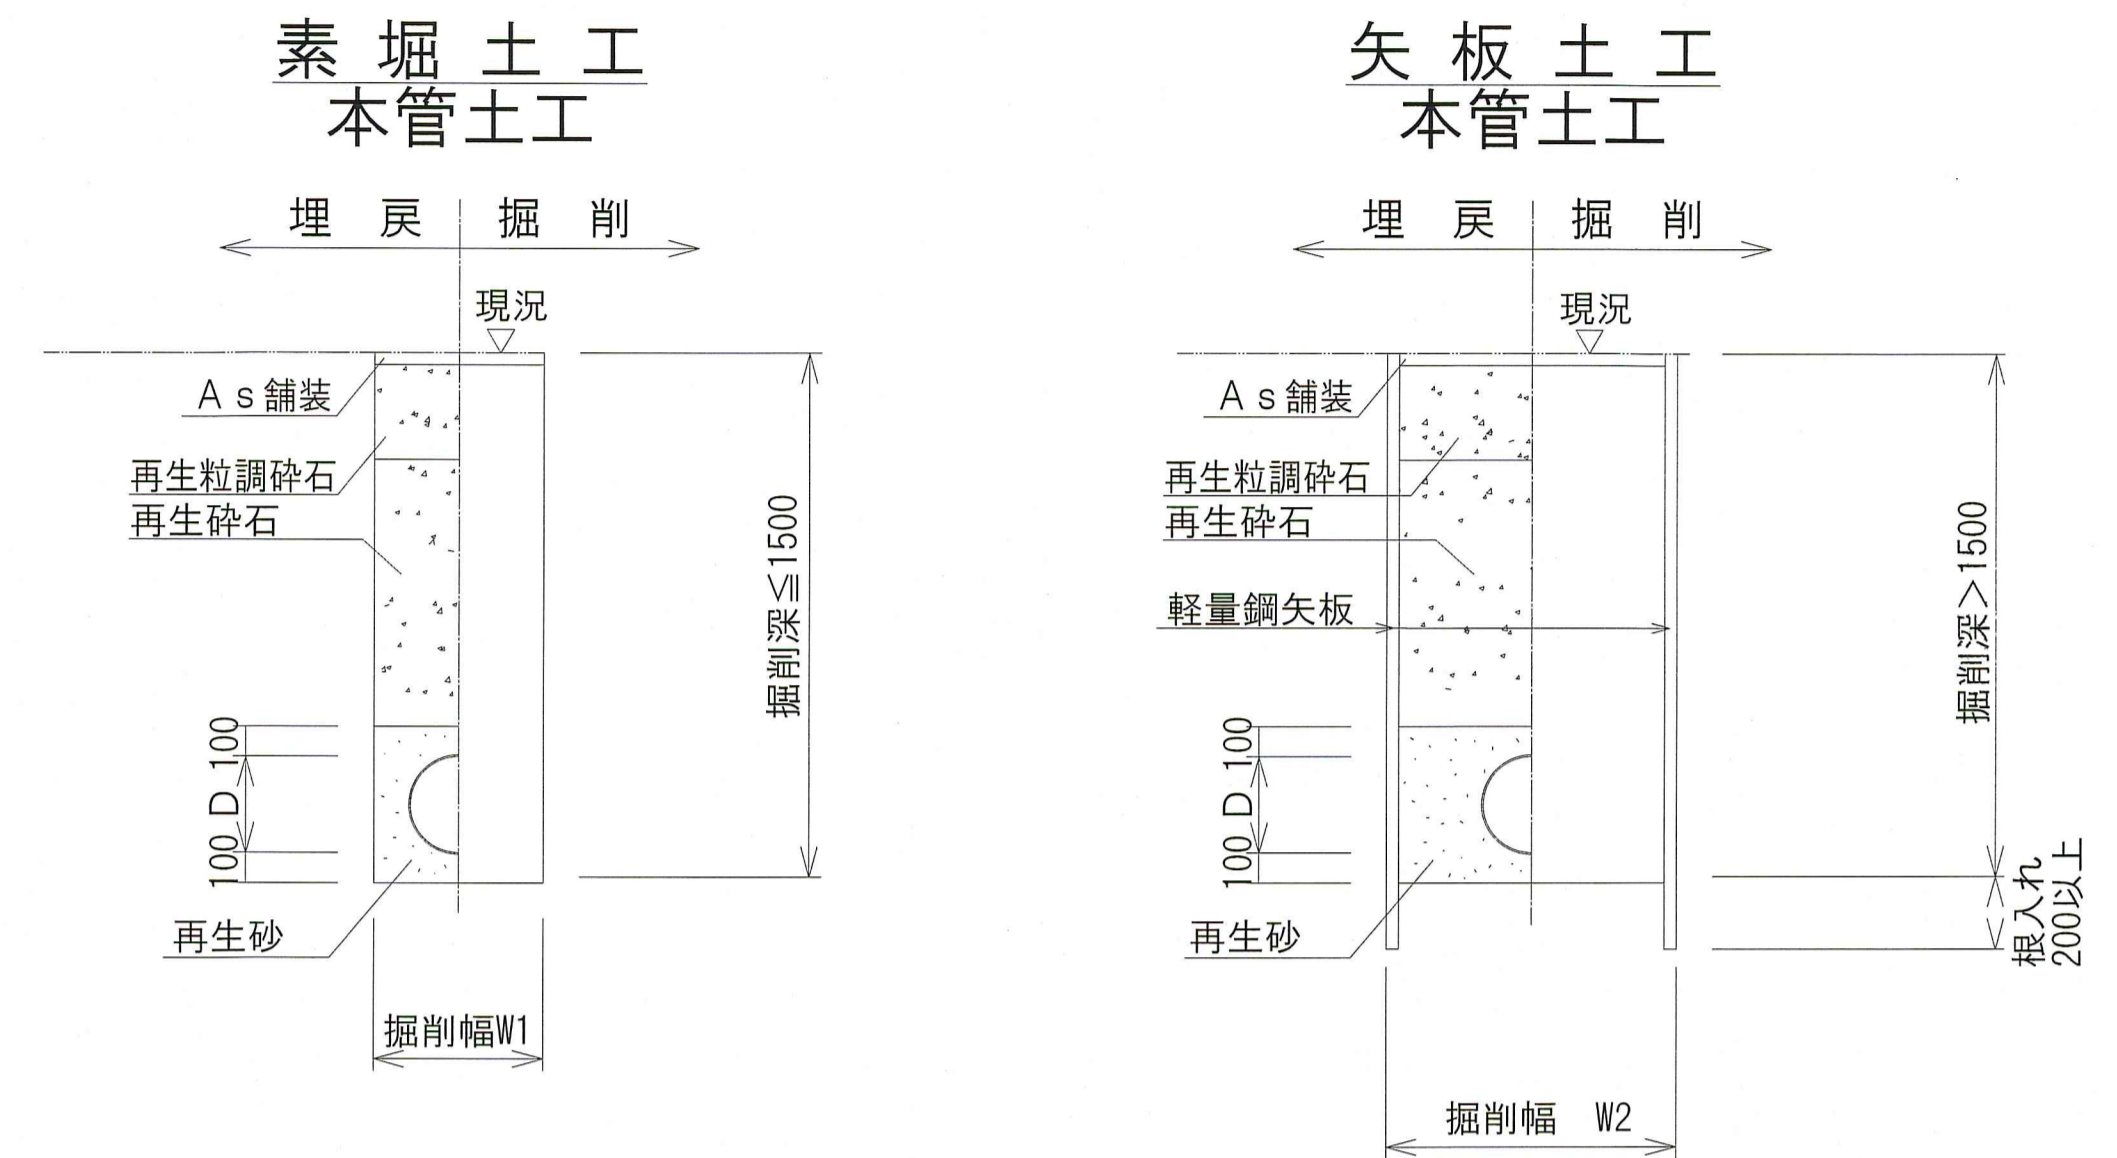 素堀土工
本管土工
埋戻 掘削
現況
As舗装
再生粒調砕石
再生砕石
掘削深≦1500
100 D 100
再生砂
掘削幅W1
矢板土工
本管土工
埋戻 掘削
現況
As舗装
再生粒調砕石
再生砕石
軽量鋼矢板
掘削深>1500
100 D 100
根入れ
200以上
再生砂
掘削幅 W2